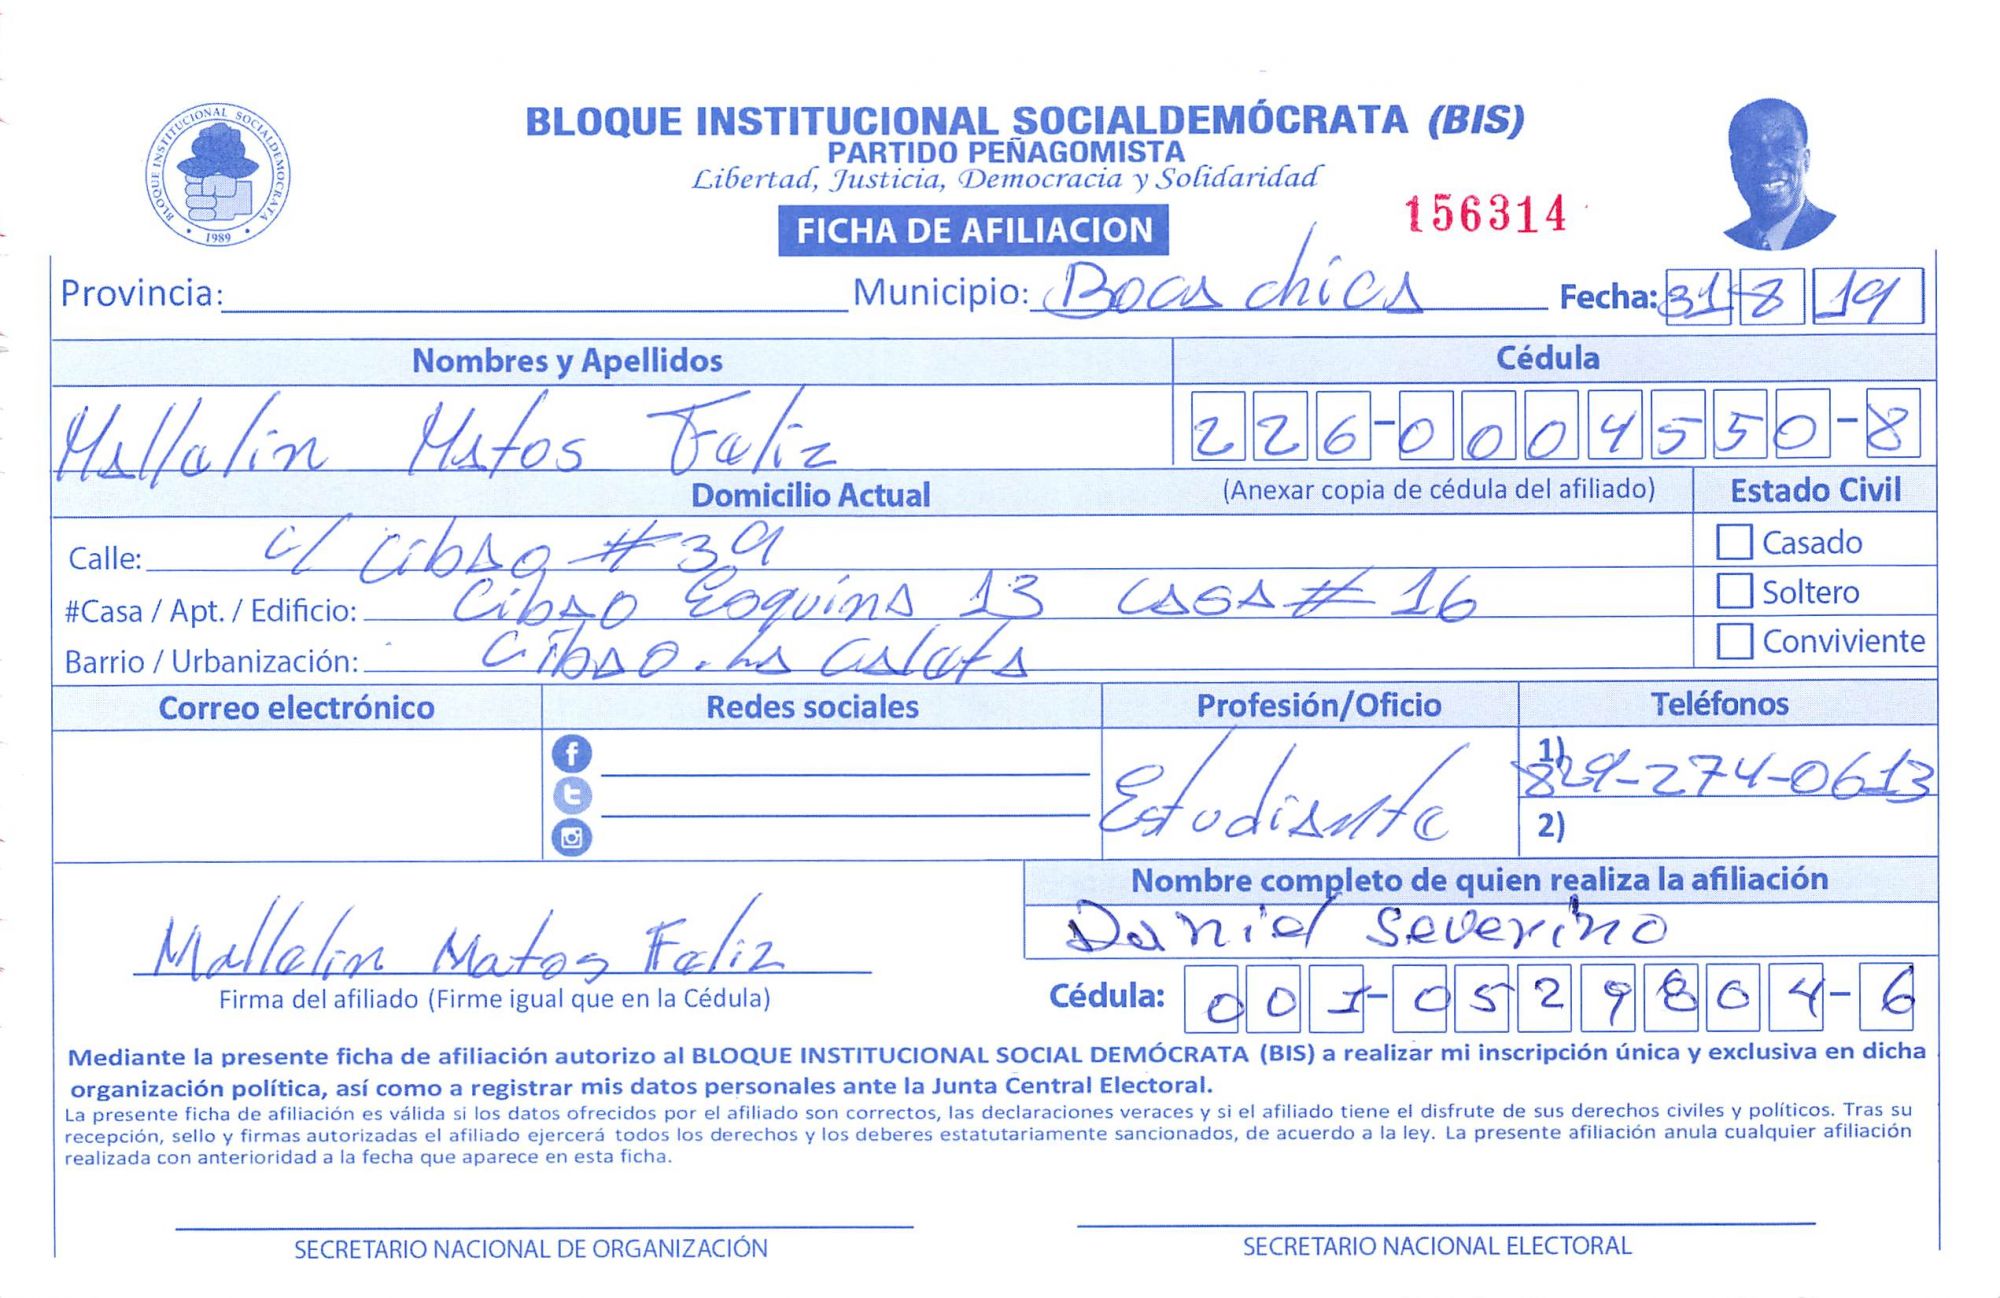 BLOQUE INSTITUCIONAL SOCIALDEMOCRATA
1989
BLOQUE INSTITUCIONAL SOCIALDEMÓCRATA (BIS)
PARTIDO PEÑAGOMISTA
Libertad, Justicia, Democracia y Solidaridad
156314
FICHA DE AFILIACION
Provincia: Municipio: Boca chica Fecha: 31 8 19
Nombres y Apellidos Cédula
Mallelin Matos Feliz 226-0004550-8
Domicilio Actual (Anexar copia de cédula del afiliado) Estado Civil
Calle: c/ Cibao #39 Casado
#Casa / Apt. / Edificio: Cibao Esquina 13 casa # 16 Soltero
Barrio / Urbanización: Cibao. La Caleta Conviviente
Correo electrónico Redes sociales Profesión/Oficio Teléfonos
Estudiante 1) 829-274-0613
2)
Nombre completo de quien realiza la afiliación
Daniel Severino
Mallelin Matos Feliz
Firma del afiliado (Firme igual que en la Cédula) Cédula: 001-0529804-6
Mediante la presente ficha de afiliación autorizo al BLOQUE INSTITUCIONAL SOCIAL DEMÓCRATA (BIS) a realizar mi inscripción única y exclusiva en dicha
organización política, así como a registrar mis datos personales ante la Junta Central Electoral.
La presente ficha de afiliación es válida si los datos ofrecidos por el afiliado son correctos, las declaraciones veraces y si el afiliado tiene el disfrute de sus derechos civiles y políticos. Tras su
recepción, sello y firmas autorizadas el afiliado ejercerá todos los derechos y los deberes estatutariamente sancionados, de acuerdo a la ley. La presente afiliación anula cualquier afiliación
realizada con anterioridad a la fecha que aparece en esta ficha.
SECRETARIO NACIONAL DE ORGANIZACIÓN SECRETARIO NACIONAL ELECTORAL